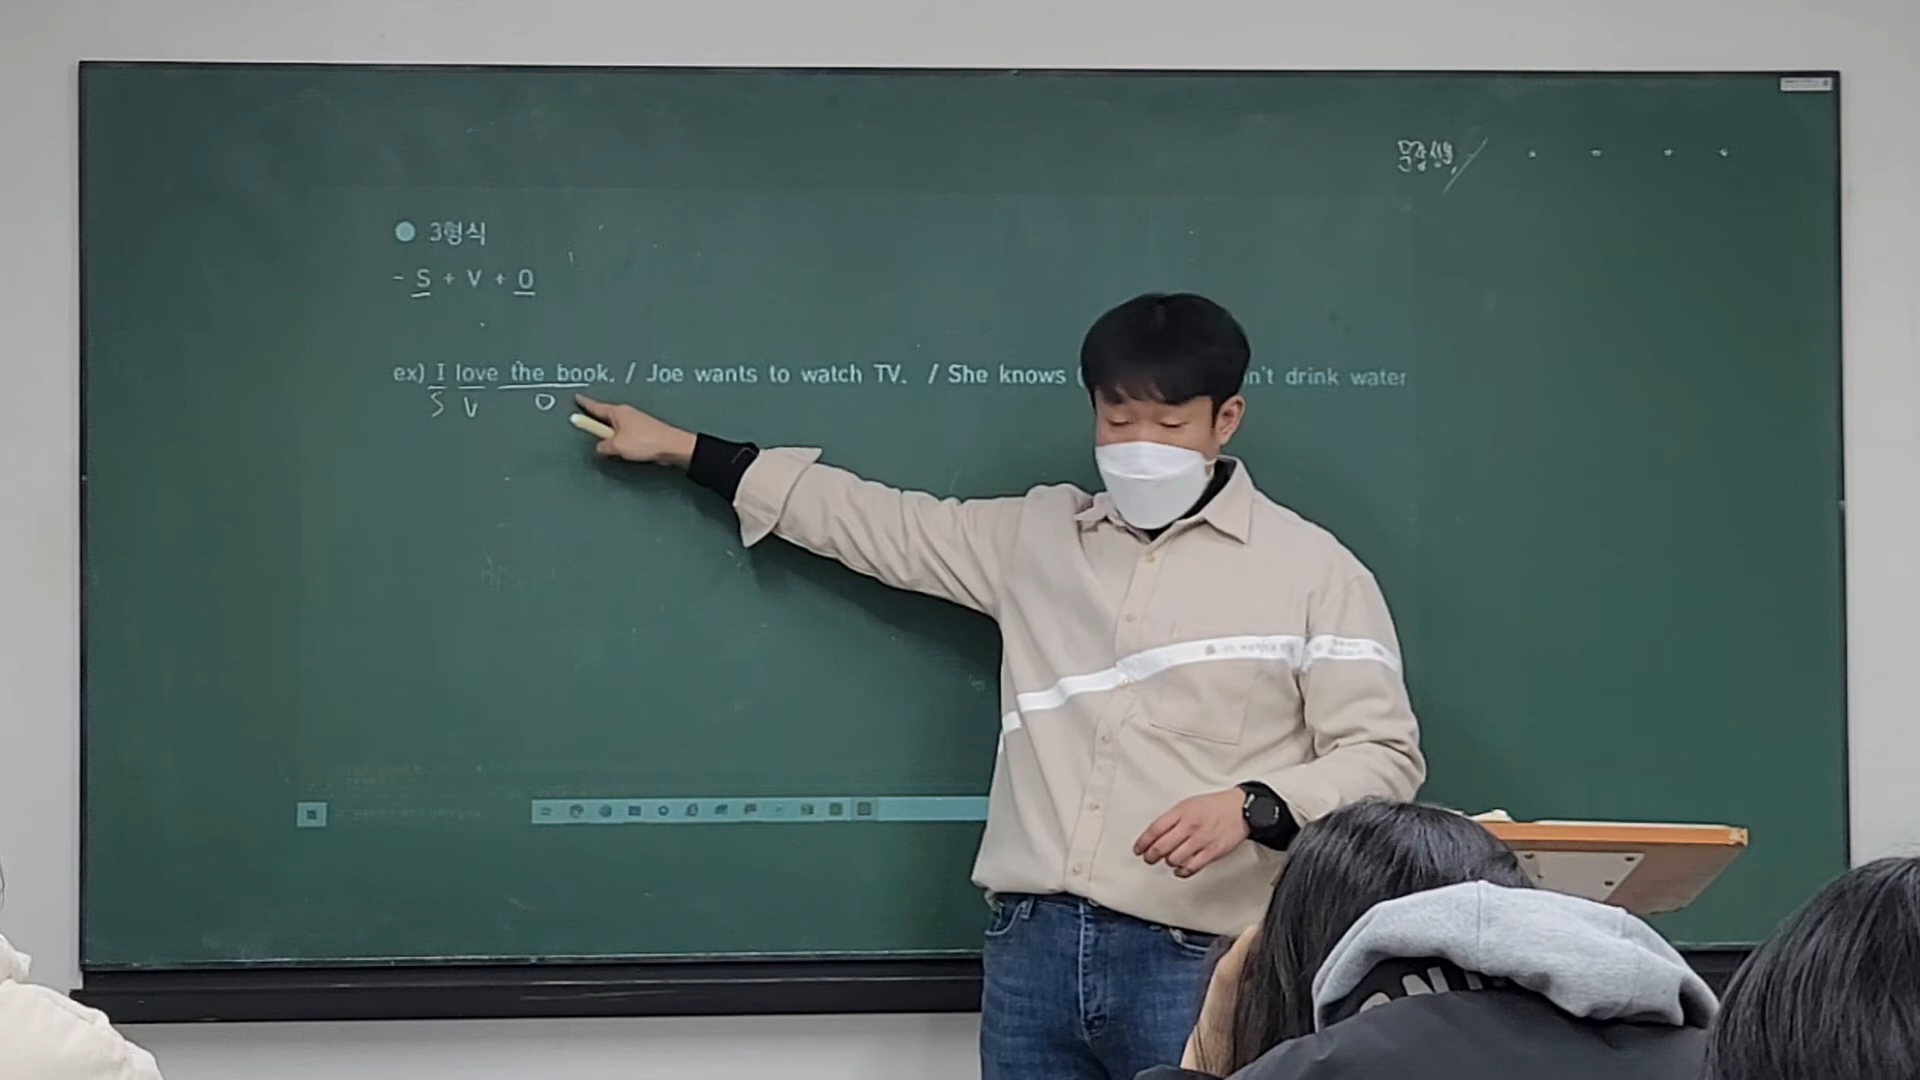 ● 3형식
- S + V + O
ex) I love the book. / Joe wants to watch TV. / She knows n't drink water
S V O